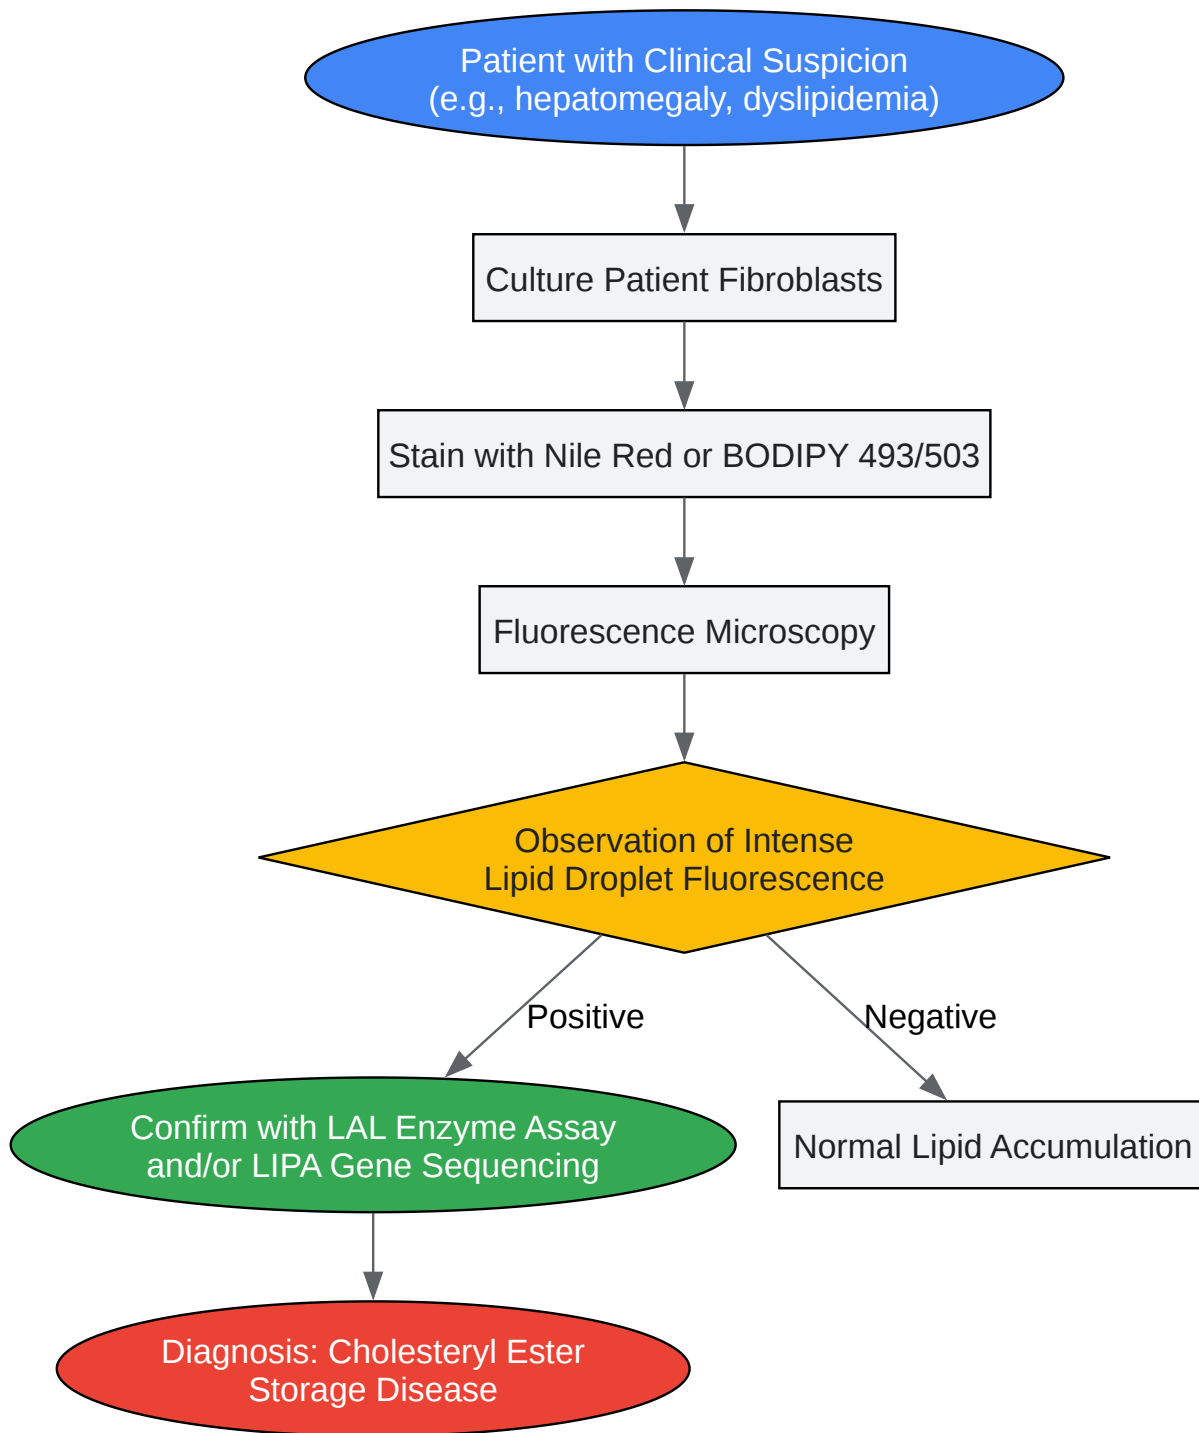 Patient with Clinical Suspicion
(e.g., hepatomegaly, dyslipidemia)
Culture Patient Fibroblasts
Stain with Nile Red or BODIPY 493/503
Fluorescence Microscopy
Observation of Intense
Lipid Droplet Fluorescence
Positive
Negative
Confirm with LAL Enzyme Assay
and/or LIPA Gene Sequencing
Normal Lipid Accumulation
Diagnosis: Cholesteryl Ester
Storage Disease